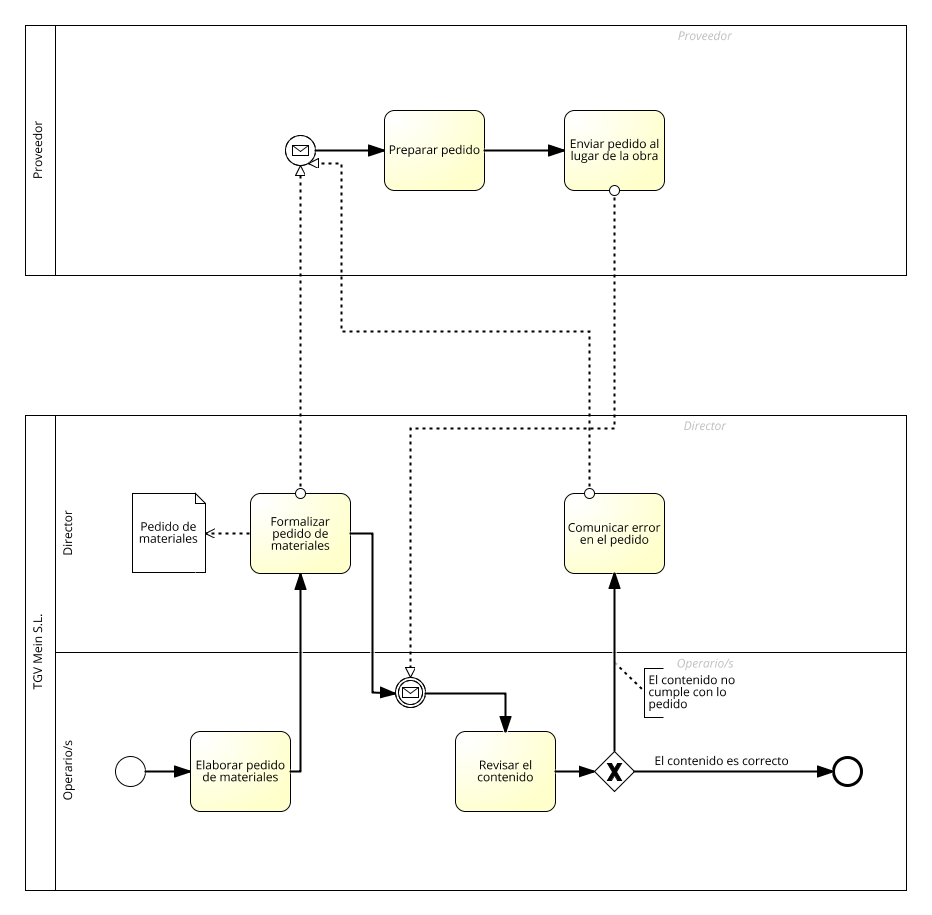 Proveedor
Proveedor
Preparar pedido
Enviar pedido al
lugar de la obra
TGV Mein S.L.
Director
Director
Pedido de
materiales
Formalizar
pedido de
materiales
Comunicar error
en el pedido
Operario/s
Operario/s
El contenido no
cumple con lo
pedido
Elaborar pedido
de materiales
Revisar el
contenido
El contenido es correcto